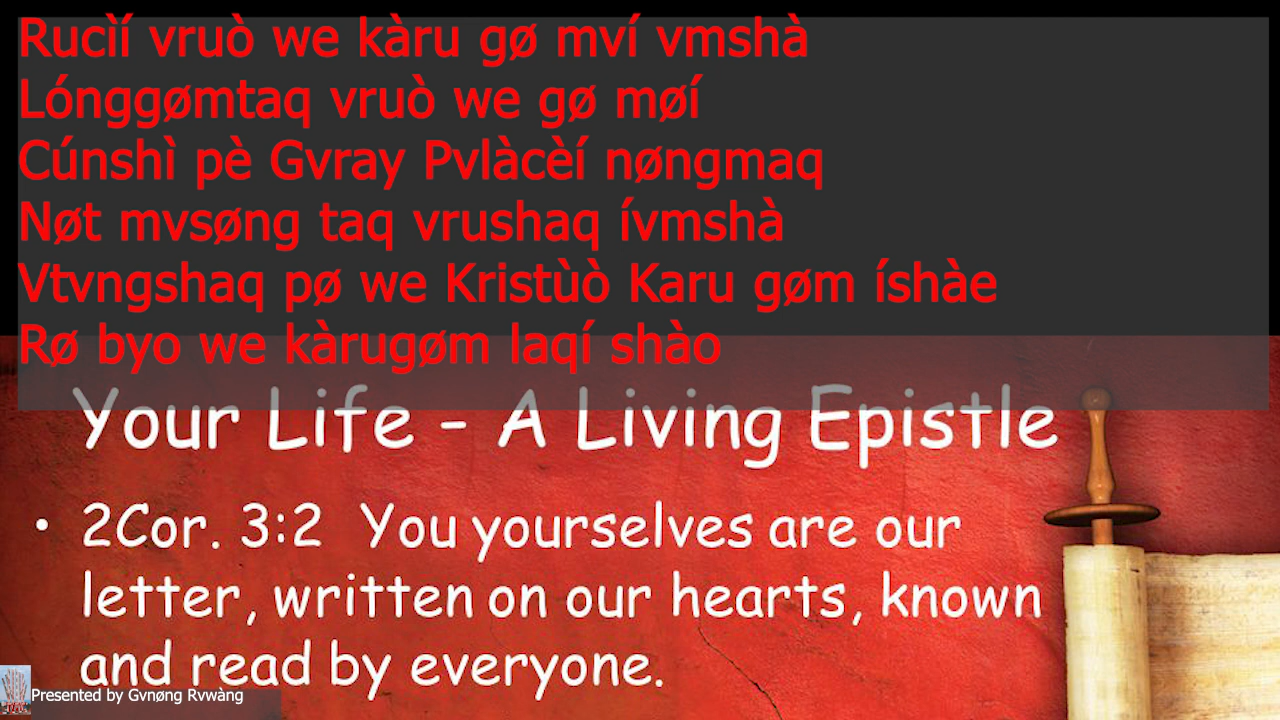 Rucìí vruò we kàru gø mví vmshà
Lónggømtaq vruò we gø møí
Cúnshì pè Gvray Pvlàcèí nøngmaq
Nøt mvsøng taq vrushaq ívmshà
Vtvngshaq pø we Kristùò Karu gøm íshàe
Rø byo we kàrugøm laqí shào
Your Life - A Living Epistle
• 2Cor. 3:2 You yourselves are our
letter, written on our hearts, known
and read by everyone.
Presented by Gvnøng Rvwàng